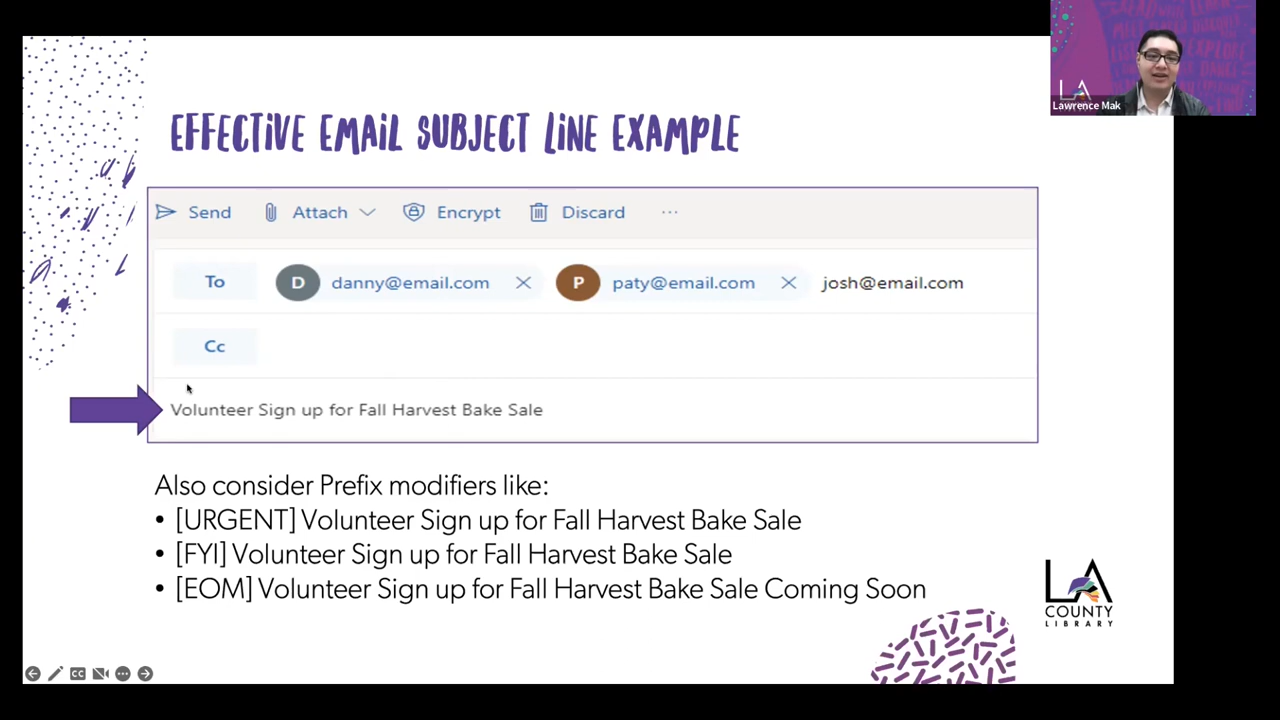 LA
Lawrence Mak
EFFECTIVE EMAIL SUBJECT LINE EXAMPLE
Send Attach Encrypt Discard ...
To D danny@email.com P paty@email.com josh@email.com
Cc
Volunteer Sign up for Fall Harvest Bake Sale
Also consider Prefix modifiers like:
• [URGENT] Volunteer Sign up for Fall Harvest Bake Sale
• [FYI] Volunteer Sign up for Fall Harvest Bake Sale
• [EOM] Volunteer Sign up for Fall Harvest Bake Sale Coming Soon
LA
COUNTY
LIBRARY
CC